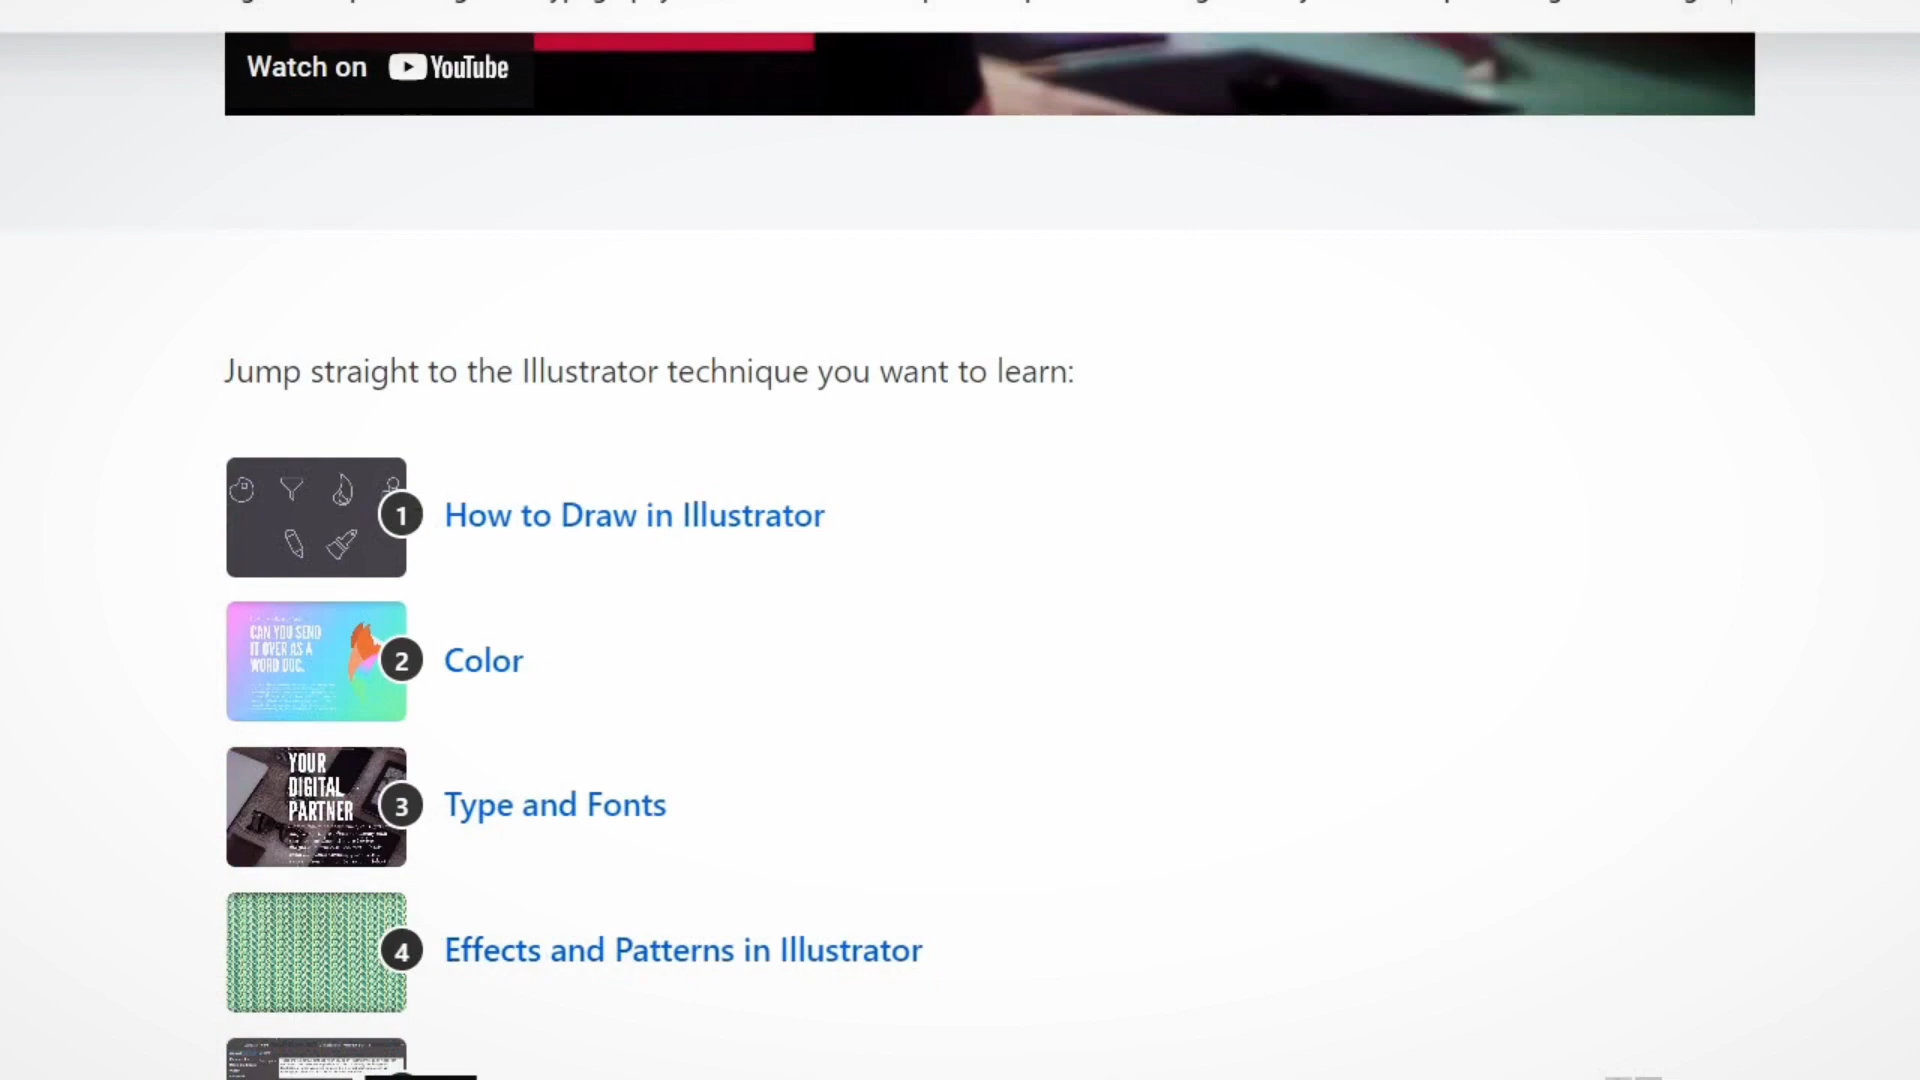 Watch on YouTube
Jump straight to the Illustrator technique you want to learn:
1 How to Draw in Illustrator
CAN YOU SEND
IT OVER AS A
WORD DOC.
2 Color
YOUR
DIGITAL
PARTNER
3 Type and Fonts
4 Effects and Patterns in Illustrator